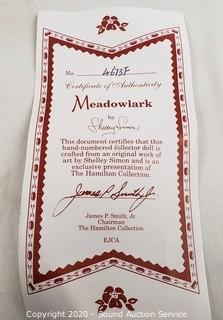 No. 4673F
Certificate of Authenticity
Meadowlark
by
Shelley Simon
This document certifies that this
hand-numbered collector doll is
crafted from an original work of
art by Shelley Simon and is an
exclusive presentation of
The Hamilton Collection.
James P. Smith, Jr.
James P. Smith, Jr.
Chairman
The Hamilton Collection
EJCA
Copyright 2020 - Sound Auction Service